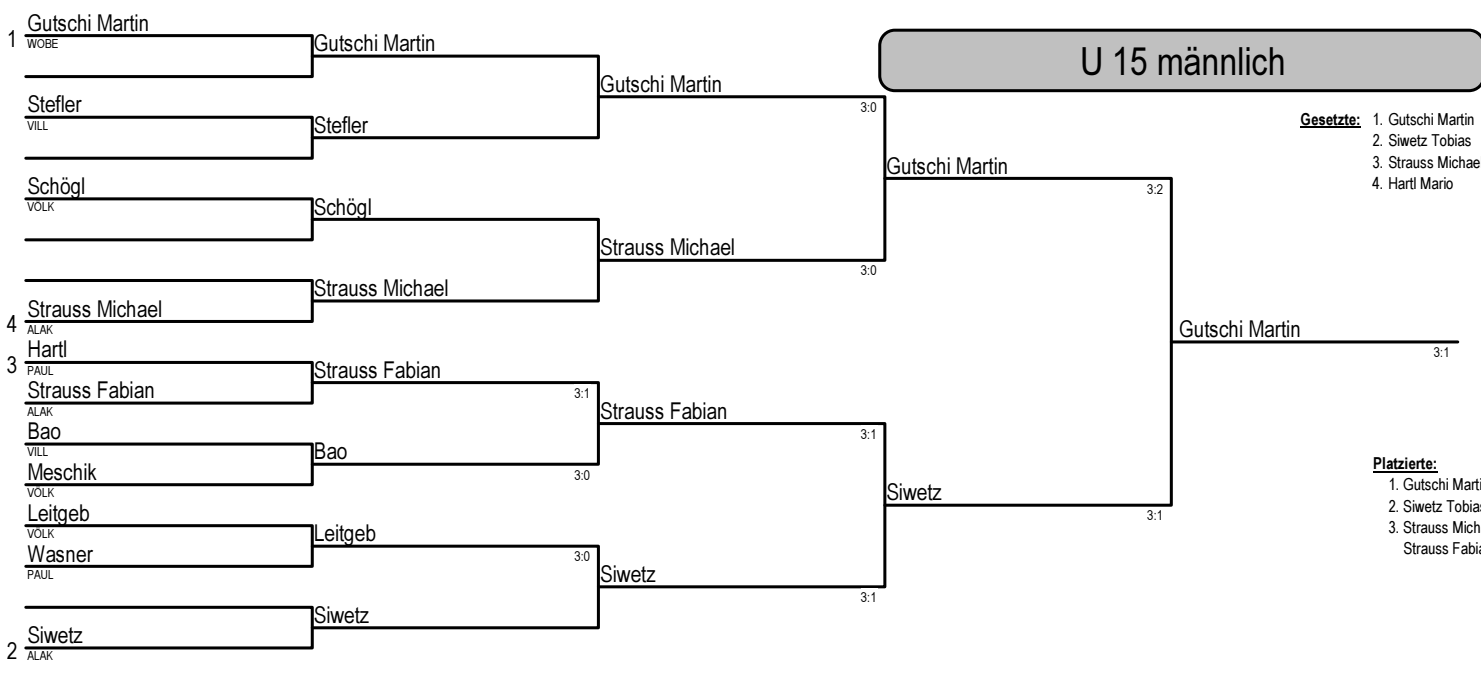 U 15 männlich
Gesetzte: 1. Gutschi Martin
2. Siwetz Tobias
3. Strauss Michae
4. Hartl Mario
1 Gutschi Martin
WOBE
Stefler
VILL
Schögl
VÖLK
4 Strauss Michael
ALAK
3 Hartl
PAUL
Strauss Fabian
ALAK
Bao
VILL
Meschik
VÖLK
Leitgeb
VÖLK
Wasner
PAUL
2 Siwetz
ALAK
Gutschi Martin
Stefler
Schögl
Strauss Michael
Strauss Fabian
3:1
Bao
3:0
Leitgeb
3:0
Siwetz
Gutschi Martin
3:0
Strauss Michael
3:0
Strauss Fabian
3:1
Siwetz
3:1
Gutschi Martin
3:2
Siwetz
3:1
Gutschi Martin
3:1
Platzierte:
1. Gutschi Marti
2. Siwetz Tobias
3. Strauss Mich
Strauss Fabia